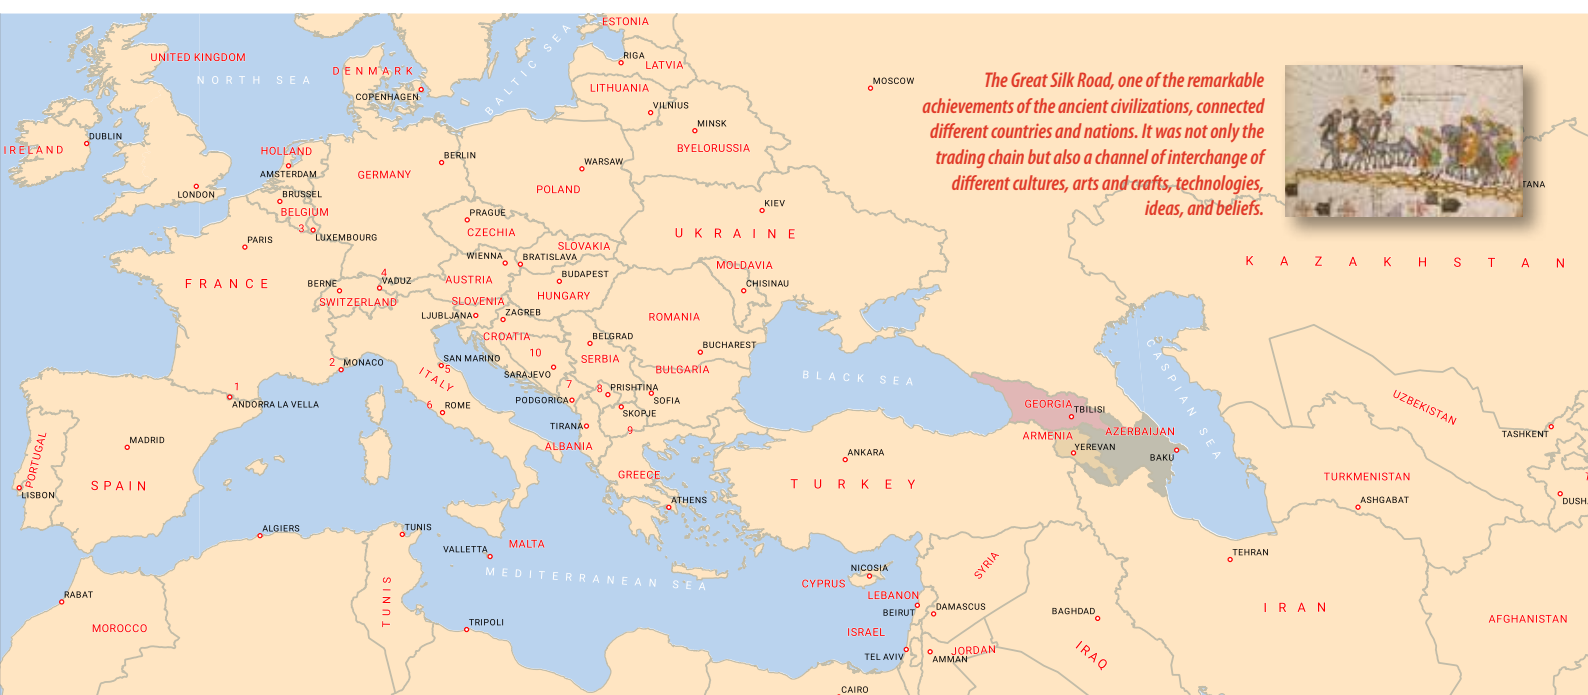 ESTONIA
UNITED KINGDOM
NORTH SEA
DENMARK
COPENHAGEN
BALTIC SEA
RIGA
LATVIA
LITHUANIA
VILNIUS
MINSK
BYELORUSSIA
MOSCOW
The Great Silk Road, one of the remarkable
achievements of the ancient civilizations, connected
different countries and nations. It was not only the
trading chain but also a channel of interchange of
different cultures, arts and crafts, technologies,
ideas, and beliefs.
TANA
DUBLIN
IRELAND
LONDON
HOLLAND
AMSTERDAM
BRUSSEL
BELGIUM
3
LUXEMBOURG
GERMANY
BERLIN
WARSAW
POLAND
PRAGUE
CZECHIA
KIEV
UKRAINE
PARIS
FRANCE
BERNE
4
VADUZ
SWITZERLAND
WIENNA
AUSTRIA
SLOVAKIA
BRATISLAVA
BUDAPEST
HUNGARY
MOLDAVIA
CHISINAU
KAZAKHSTAN
SLOVENIA
LJUBLJANA
ZAGREB
CROATIA
ROMANIA
BELGRAD
SERBIA
BUCHAREST
BULGARIA
2
MONACO
SAN MARINO
5
ITALY
6
ROME
10
SARAJEVO
7
PODGORICA
8
PRISHTINA
SOFIA
SKOPJE
9
TIRANA
ALBANIA
BLACK SEA
CASPIAN SEA
GEORGIA
TBILISI
ARMENIA
YEREVAN
AZERBAIJAN
BAKU
UZBEKISTAN
TASHKENT
TURKMENISTAN
ASHGABAT
DUSH
1
ANDORRA LA VELLA
PORTUGAL
LISBON
MADRID
SPAIN
GREECE
ATHENS
ANKARA
TURKEY
ALGIERS
TUNIS
VALLETTA
MALTA
MEDITERRANEAN SEA
NICOSIA
CYPRUS
SYRIA
LEBANON
BEIRUT
DAMASCUS
BAGHDAD
TEHRAN
IRAN
AFGHANISTAN
RABAT
MOROCCO
TUNIS
TRIPOLI
ISRAEL
TEL AVIV
AMMAN
JORDAN
IRAQ
CAIRO